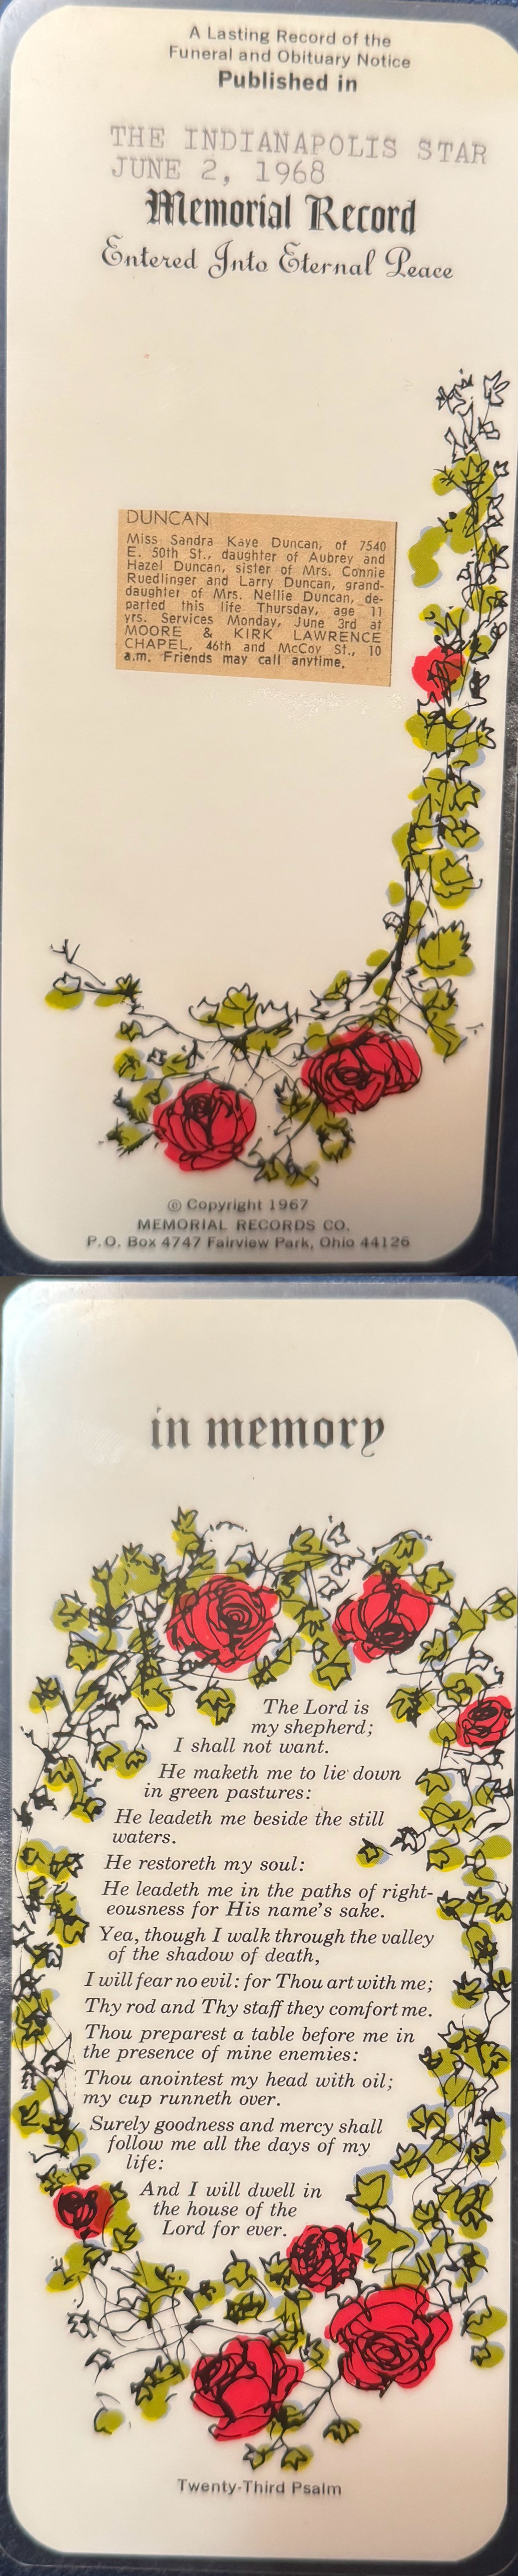 A Lasting Record of the
Funeral and Obituary Notice
Published in
THE INDIANAPOLIS STAR
JUNE 2, 1968
Memorial Record
Entered Into Eternal Peace
DUNCAN
Miss Sandra Kaye Duncan, of 7540
E. 50th St., daughter of Aubrey and
Hazel Duncan, sister of Mrs. Connie
Ruedlinger and Larry Duncan, grand-
daughter of Mrs. Nellie Duncan, de-
parted this life Thursday, age 11
yrs. Services Monday, June 3rd at
MOORE & KIRK LAWRENCE
CHAPEL, 46th and McCoy St., 10
a.m. Friends may call anytime.
© Copyright 1967
MEMORIAL RECORDS CO.
P.O. Box 4747 Fairview Park, Ohio 44126
in memory
The Lord is
my shepherd;
I shall not want.
He maketh me to lie down
in green pastures:
He leadeth me beside the still
waters.
He restoreth my soul:
He leadeth me in the paths of right-
eousness for His name's sake.
Yea, though I walk through the valley
of the shadow of death,
I will fear no evil: for Thou art with me;
Thy rod and Thy staff they comfort me.
Thou preparest a table before me in
the presence of mine enemies:
Thou anointest my head with oil;
my cup runneth over.
Surely goodness and mercy shall
follow me all the days of my
life:
And I will dwell in
the house of the
Lord for ever.
Twenty-Third Psalm